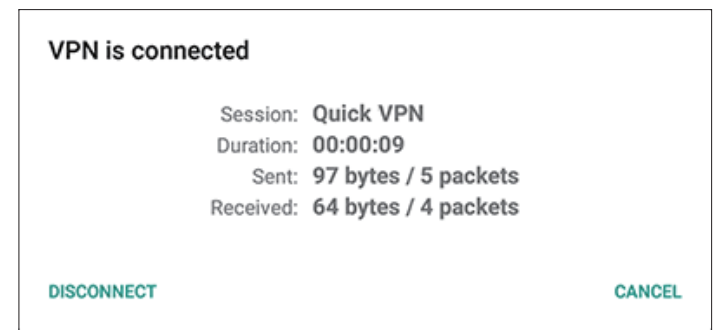 VPN is connected
Session: Quick VPN
Duration: 00:00:09
Sent: 97 bytes / 5 packets
Received: 64 bytes / 4 packets
DISCONNECT CANCEL